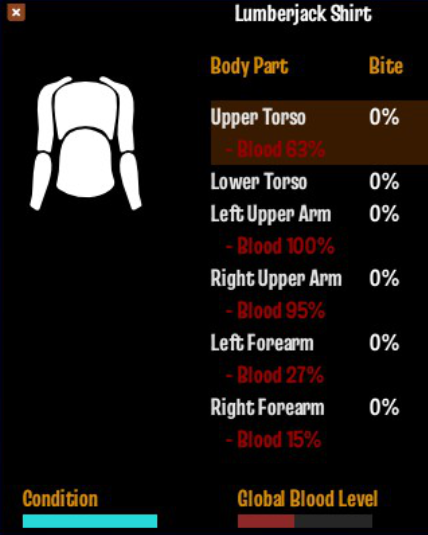 Lumberjack Shirt
Body Part Bite
Upper Torso 0%
- Blood 63%
Lower Torso 0%
Left Upper Arm 0%
- Blood 100%
Right Upper Arm 0%
- Blood 95%
Left Forearm 0%
- Blood 27%
Right Forearm 0%
- Blood 15%
Condition Global Blood Level